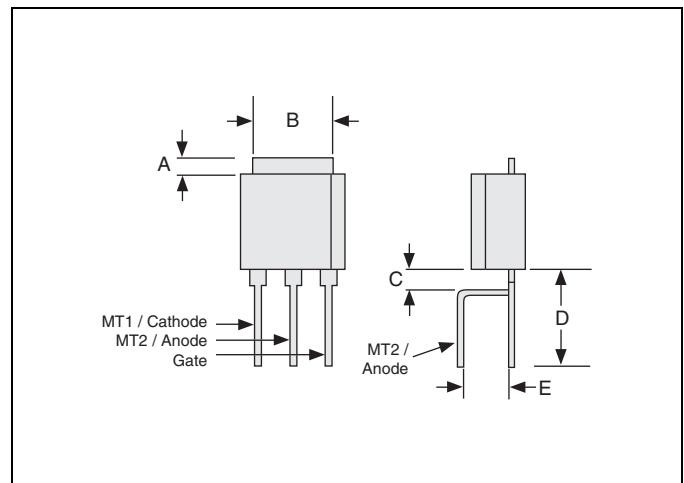 B
A
C
MT1 / Cathode
MT2 / Anode
Gate
D
MT2 /
Anode
E